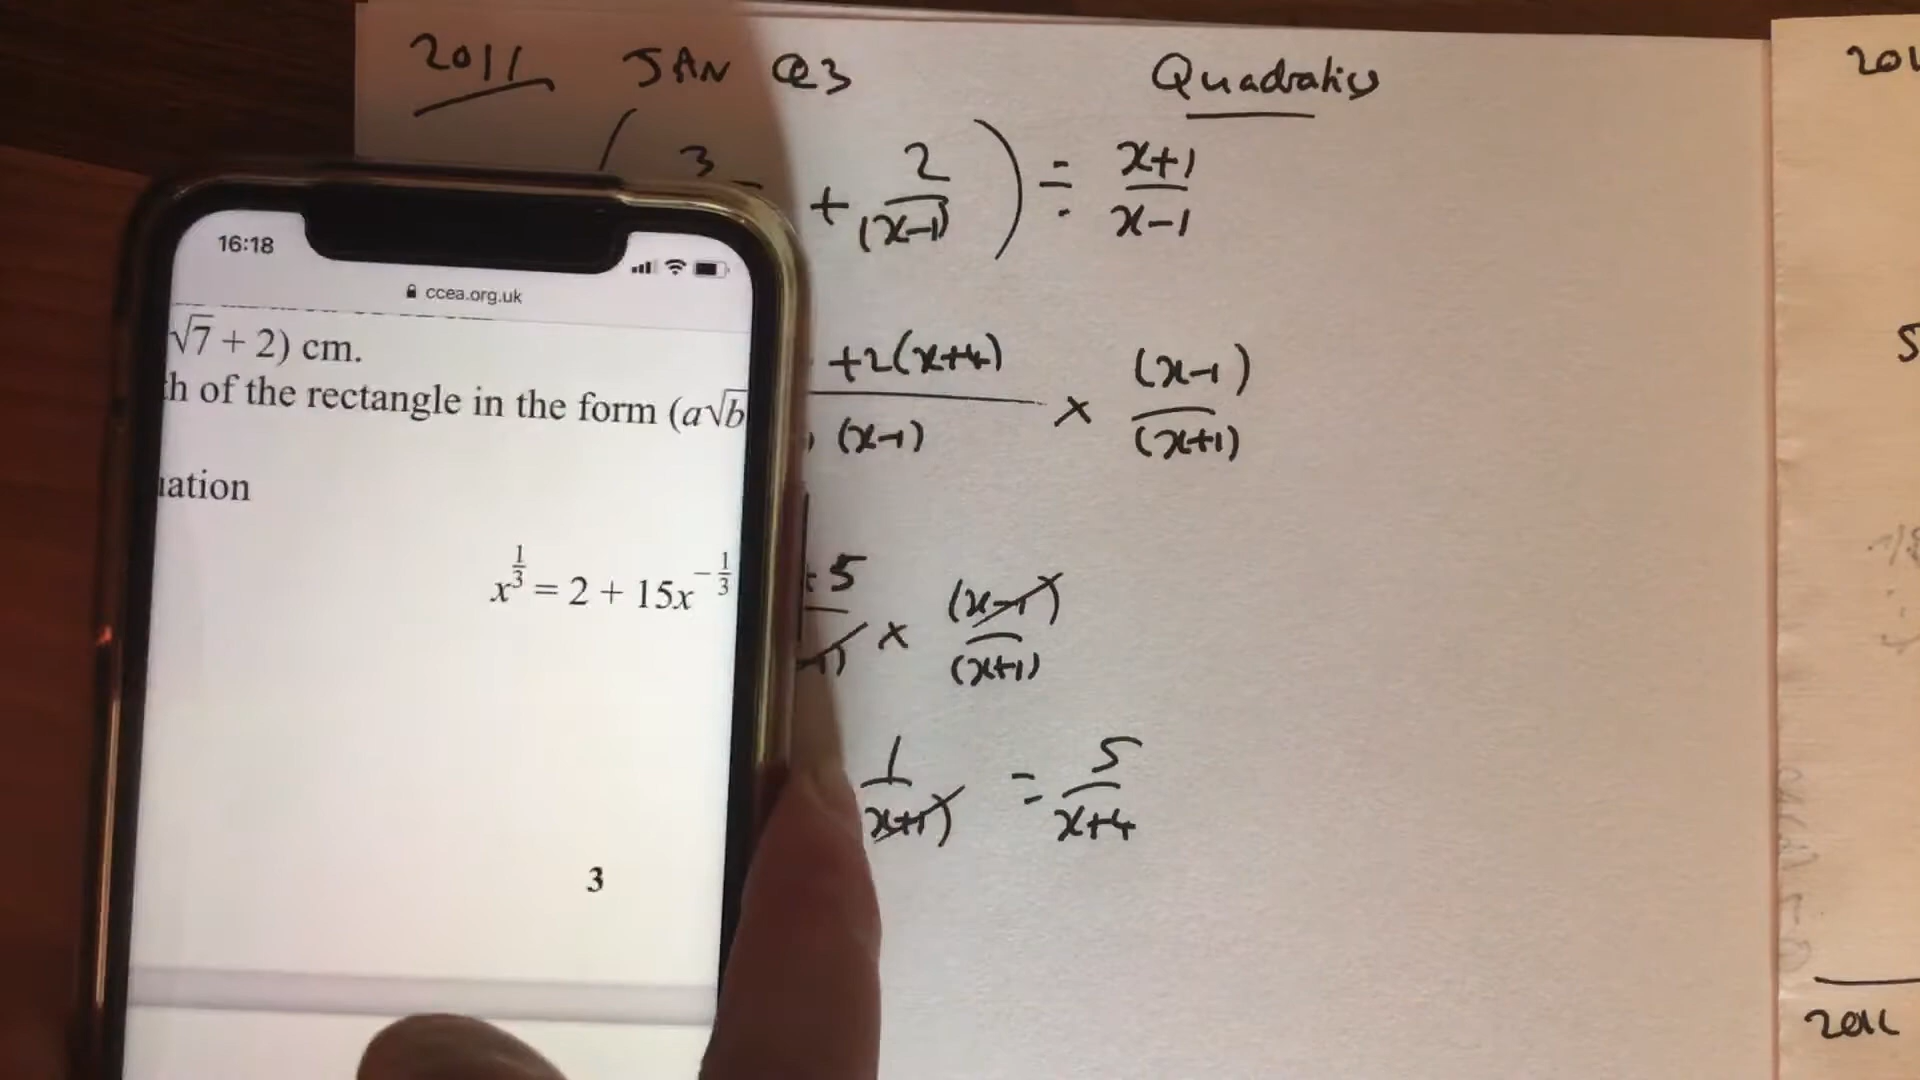 2011 JAN Q3 Quadratics
( 3 + 2/(x-1) ) ÷ x+1/x-1
+2(x+4) × (x-1)/(x+1)
(x-1)
+5 × (x-1)/(x+1)
1/x+1) = 5/x+4
16:18
ccea.org.uk
√7 + 2) cm.
h of the rectangle in the form (a√b
ation
x^(1/3) = 2 + 15x^(-1/3)
3
201
S